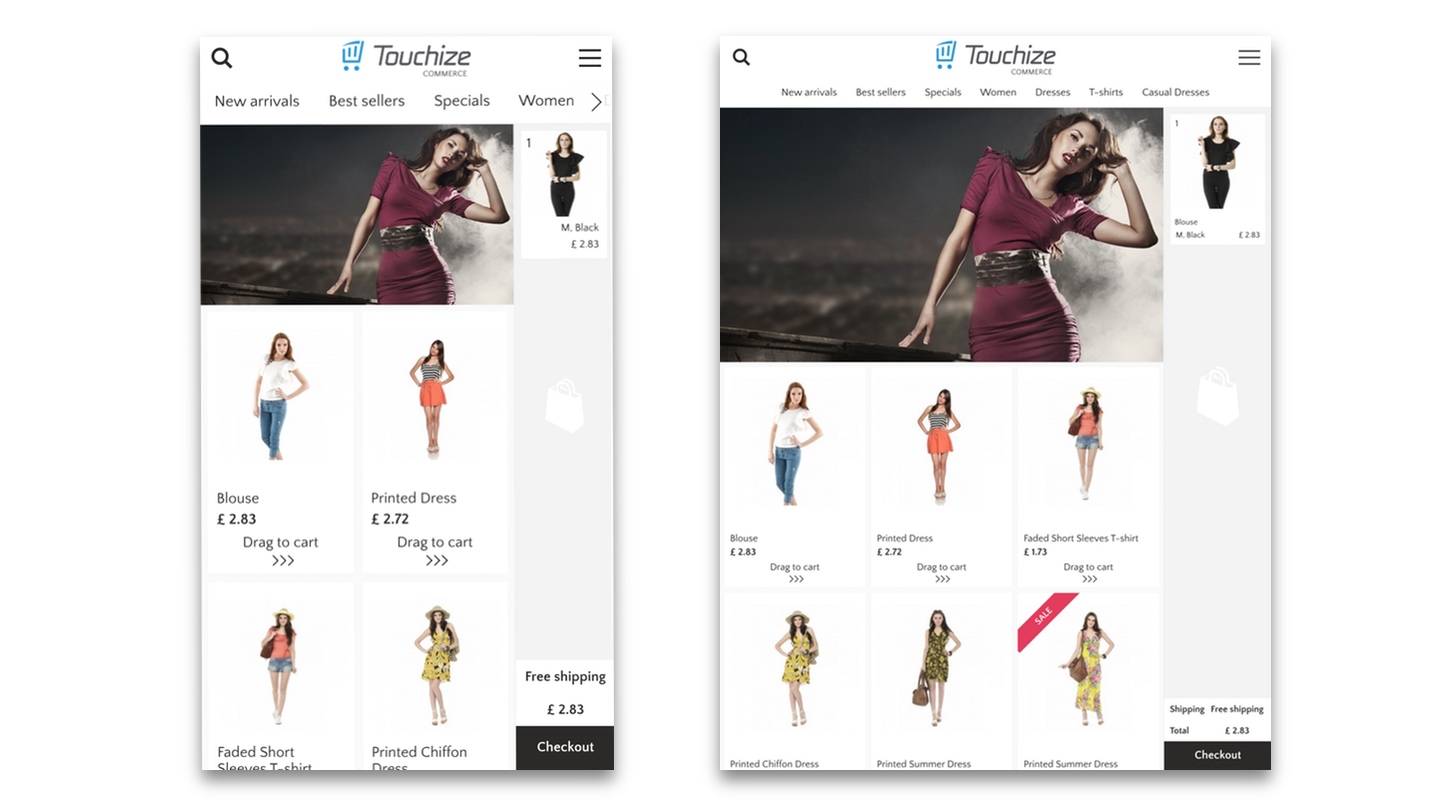 Touchize
COMMERCE
New arrivals Best sellers Specials Women
1
M, Black
£ 2.83
Blouse Printed Dress
£ 2.83 £ 2.72
Drag to cart Drag to cart
>>> >>>
Faded Short Printed Chiffon
Sleeves T-shirt Dress
Free shipping
£ 2.83
Checkout
Touchize
COMMERCE
New arrivals Best sellers Specials Women Dresses T-shirts Casual Dresses
1
Blouse
M, Black £ 2.83
Blouse Printed Dress Faded Short Sleeves T-shirt
£ 2.83 £ 2.72 £ 1.73
Drag to cart Drag to cart Drag to cart
>>> >>> >>>
SALE
Printed Chiffon Dress Printed Summer Dress Printed Summer Dress
Shipping Free shipping
Total £ 2.83
Checkout